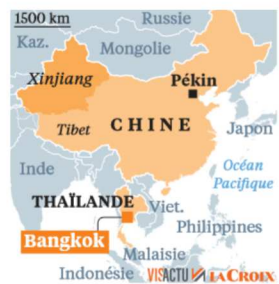 1500 km
Russie
Kaz.
Mongolie
Xinjiang
Pékin
Tibet
CHINE
Japon
Inde
Océan
Pacifique
THAÏLANDE
Viet.
Bangkok
Philippines
Malaisie
Indonésie
VISACTU LA CROIX